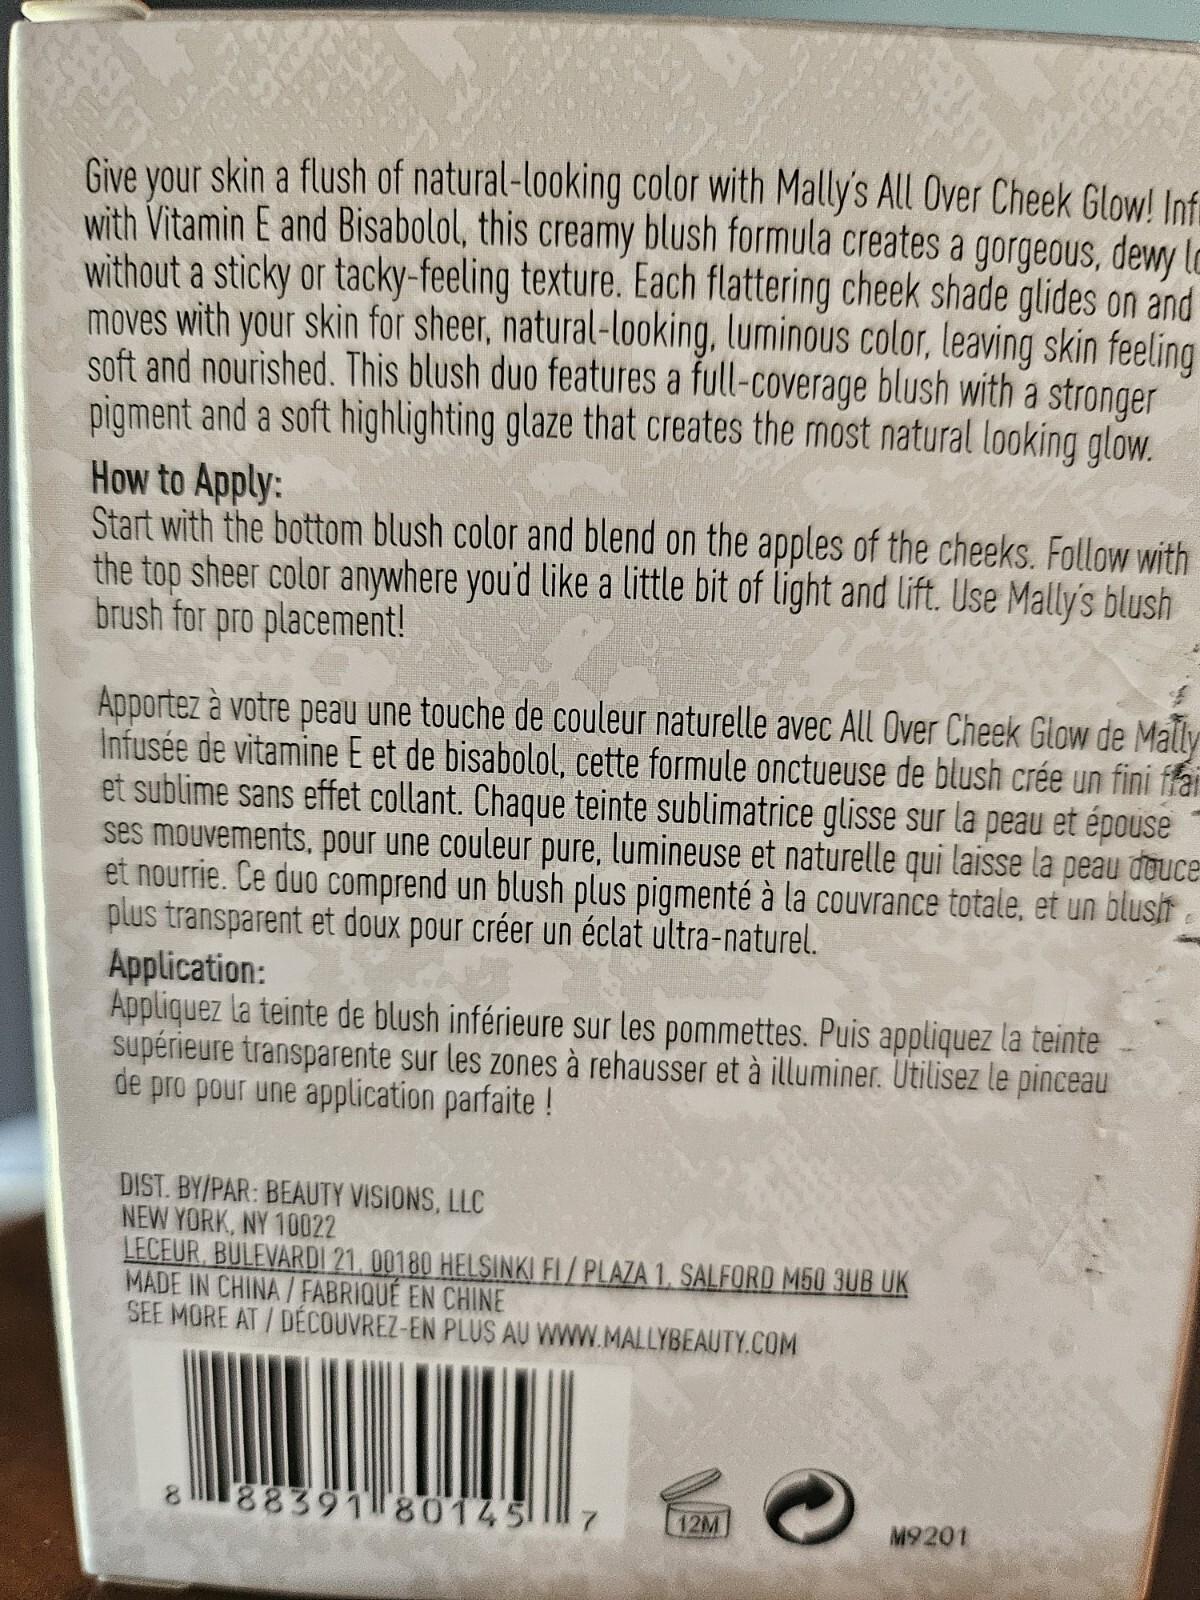 Give your skin a flush of natural-looking color with Mally's All Over Cheek Glow! Inf
with Vitamin E and Bisabolol, this creamy blush formula creates a gorgeous, dewy lo
without a sticky or tacky-feeling texture. Each flattering cheek shade glides on and
moves with your skin for sheer, natural-looking, luminous color, leaving skin feeling
soft and nourished. This blush duo features a full-coverage blush with a stronger
pigment and a soft highlighting glaze that creates the most natural looking glow.
How to Apply:
Start with the bottom blush color and blend on the apples of the cheeks. Follow with
the top sheer color anywhere you'd like a little bit of light and lift. Use Mally's blush
brush for pro placement!
Apportez à votre peau une touche de couleur naturelle avec All Over Cheek Glow de Mally
Infusée de vitamine E et de bisabolol, cette formule onctueuse de blush crée un fini frai
et sublime sans effet collant. Chaque teinte sublimatrice glisse sur la peau et épouse
ses mouvements, pour une couleur pure, lumineuse et naturelle qui laisse la peau douce
et nourrie. Ce duo comprend un blush plus pigmenté à la couvrance totale, et un blush
plus transparent et doux pour créer un éclat ultra-naturel.
Application:
Appliquez la teinte de blush inférieure sur les pommettes. Puis appliquez la teinte
supérieure transparente sur les zones à rehausser et à illuminer. Utilisez le pinceau
de pro pour une application parfaite !
DIST. BY/PAR: BEAUTY VISIONS, LLC
NEW YORK, NY 10022
LECEUR, BULEVARDI 21, 00180 HELSINKI FI / PLAZA 1, SALFORD M50 3UB UK
MADE IN CHINA / FABRIQUÉ EN CHINE
SEE MORE AT / DÉCOUVREZ-EN PLUS AU WWW.MALLYBEAUTY.COM
8 88391 80145 7
12M
M9201